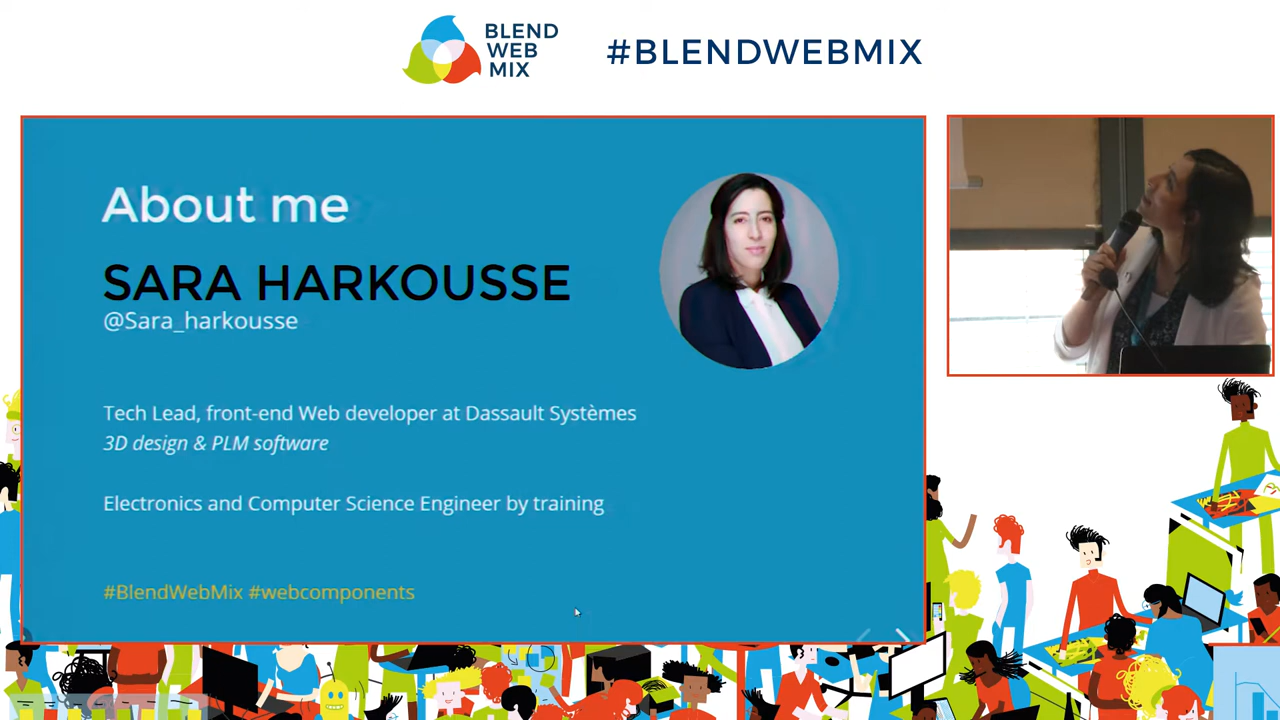 BLEND
WEB
MIX
#BLENDWEBMIX
About me
SARA HARKOUSSE
@Sara_harkousse
Tech Lead, front-end Web developer at Dassault Systèmes
3D design & PLM software
Electronics and Computer Science Engineer by training
#BlendWebMix #webcomponents